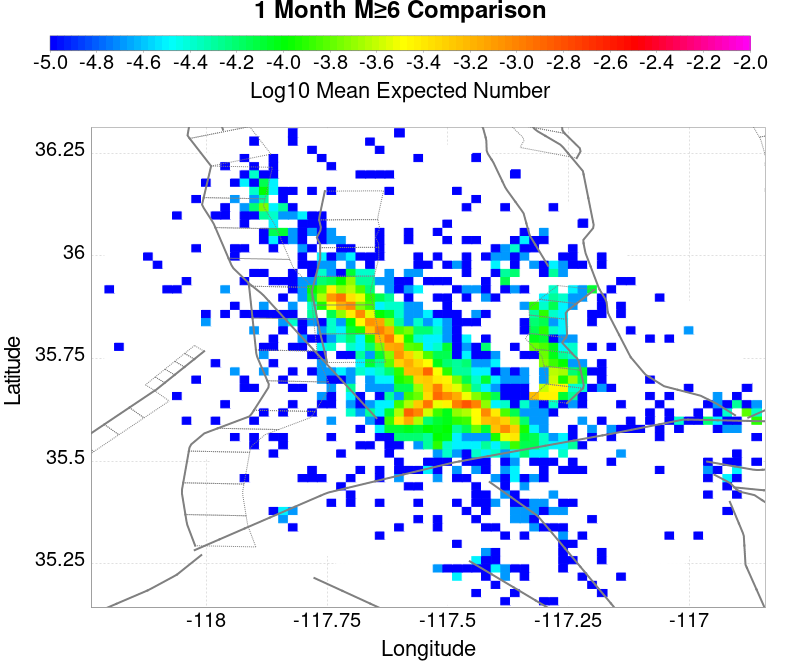 1 Month M≥6 Comparison
-5.0 -4.8 -4.6 -4.4 -4.2 -4.0 -3.8 -3.6 -3.4 -3.2 -3.0 -2.8 -2.6 -2.4 -2.2 -2.0
Log10 Mean Expected Number
36.25
36
35.75
35.5
35.25
Latitude
-118 -117.75 -117.5 -117.25 -117
Longitude